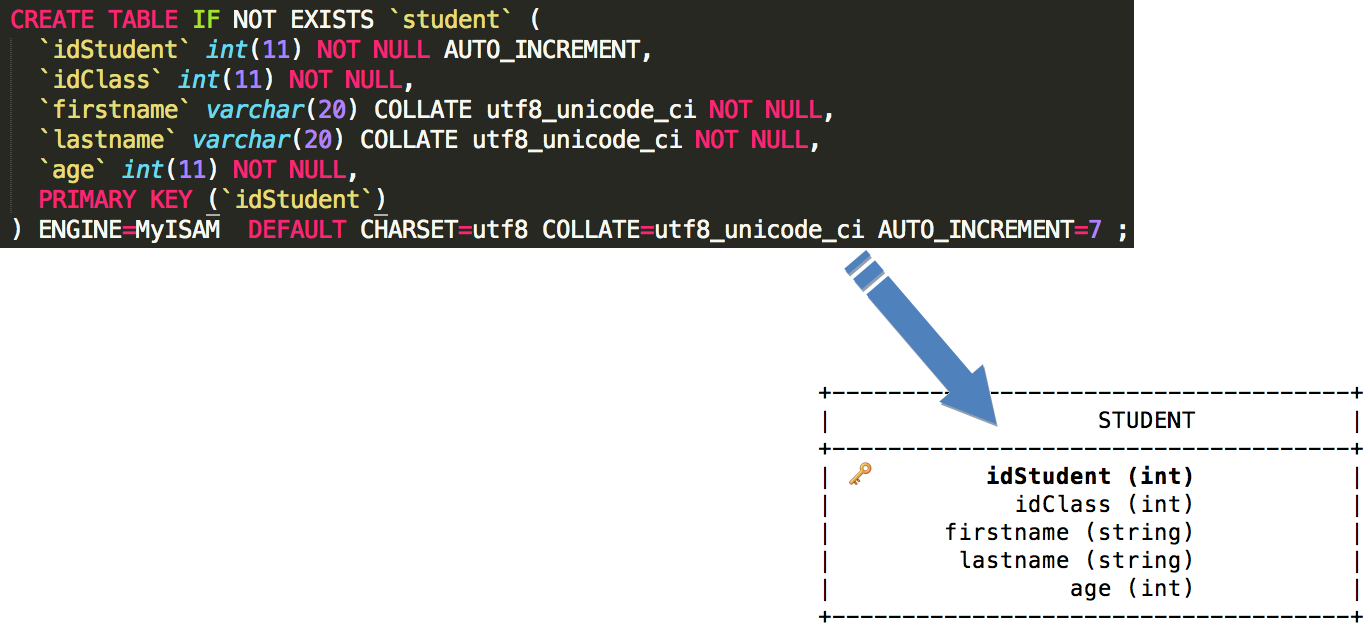 CREATE TABLE IF NOT EXISTS `student` (
  `idStudent` int(11) NOT NULL AUTO_INCREMENT,
  `idClass` int(11) NOT NULL,
  `firstname` varchar(20) COLLATE utf8_unicode_ci NOT NULL,
  `lastname` varchar(20) COLLATE utf8_unicode_ci NOT NULL,
  `age` int(11) NOT NULL,
  PRIMARY KEY (`idStudent`)
) ENGINE=MyISAM  DEFAULT CHARSET=utf8 COLLATE=utf8_unicode_ci AUTO_INCREMENT=7 ;
STUDENT
idStudent (int)
idClass (int)
firstname (string)
lastname (string)
age (int)